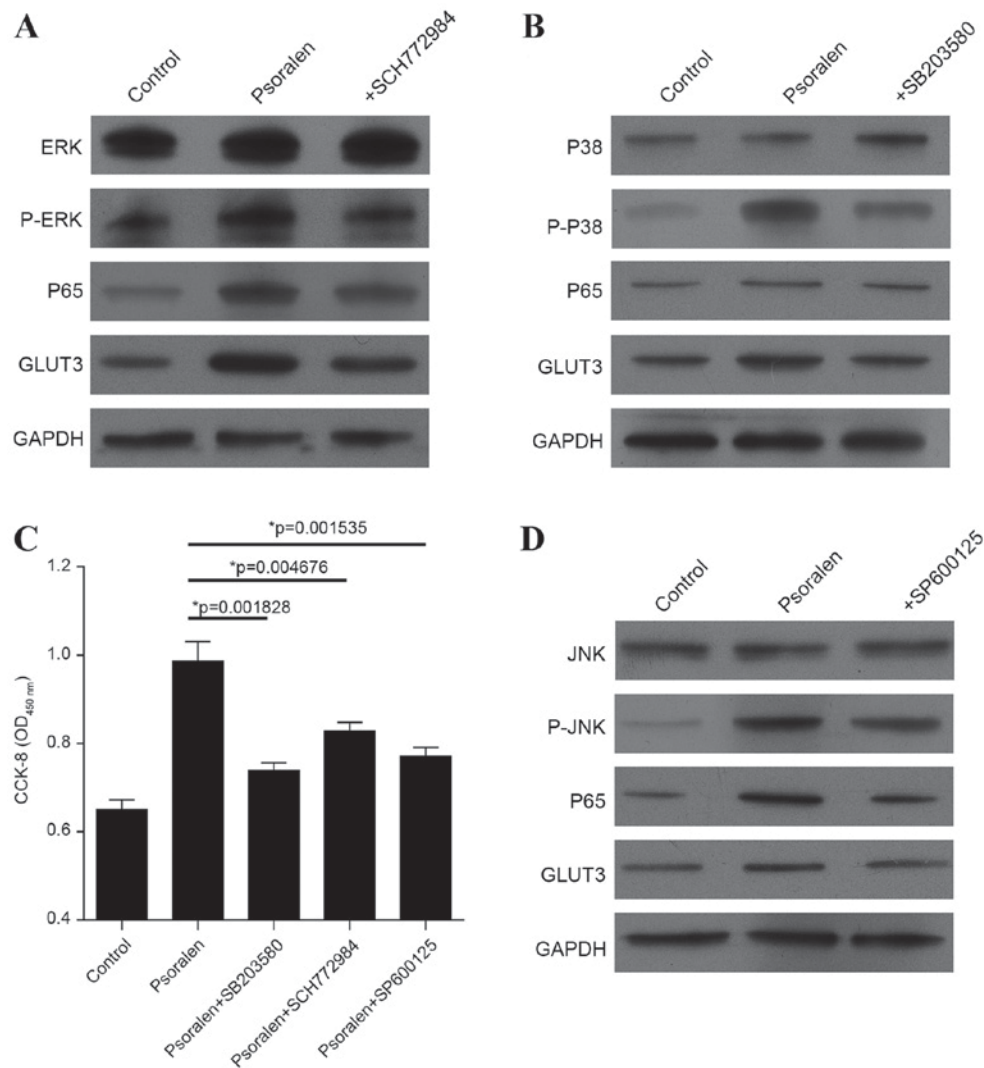 A
Control
Psoralen
+SCH772984
ERK
P-ERK
P65
GLUT3
GAPDH
B
Control
Psoralen
+SB203580
P38
P-P38
P65
GLUT3
GAPDH
C
*p=0.001535
*p=0.004676
*p=0.001828
CCK-8 (OD450 nm)
1.2
1.0
0.8
0.6
0.4
Control
Psoralen
Psoralen+SB203580
Psoralen+SCH772984
Psoralen+SP600125
D
Control
Psoralen
+SP600125
JNK
P-JNK
P65
GLUT3
GAPDH